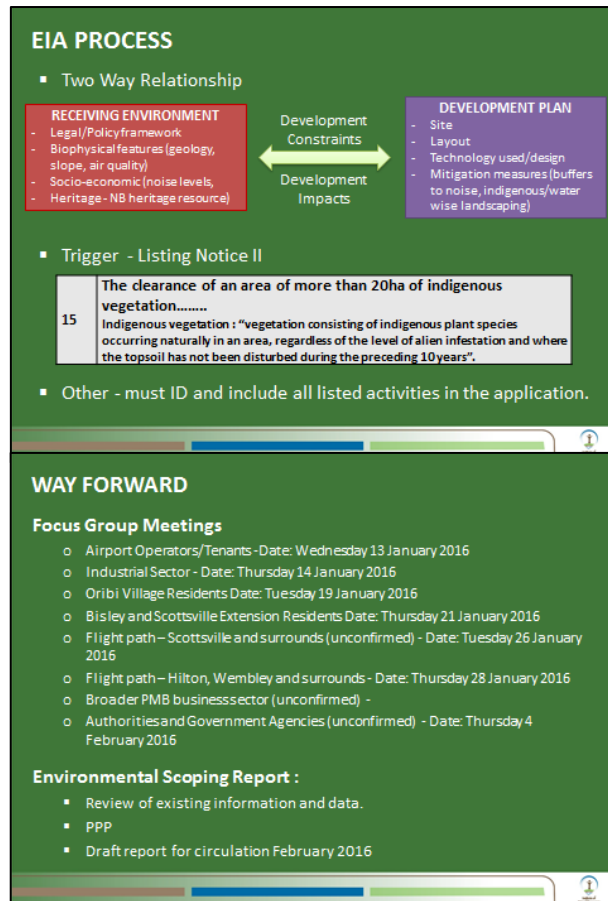 EIA PROCESS
▪ Two Way Relationship
RECEIVING ENVIRONMENT
- Legal/Policy framework
- Biophysical features (geology,
slope, air quality)
- Socio-economic (noise levels,
- Heritage - NB heritage resource)
Development
Constraints
Development
Impacts
DEVELOPMENT PLAN
- Site
- Layout
- Technology used/design
- Mitigation measures (buffers
to noise, indigenous/water
wise landscaping)
▪ Trigger - Listing Notice II
15
The clearance of an area of more than 20ha of indigenous
vegetation........
Indigenous vegetation : “vegetation consisting of indigenous plant species
occurring naturally in an area, regardless of the level of alien infestation and where
the topsoil has not been disturbed during the preceding 10 years”.
▪ Other - must ID and include all listed activities in the application.
WAY FORWARD
Focus Group Meetings
o Airport Operators/Tenants -Date: Wednesday 13 January 2016
o Industrial Sector - Date: Thursday 14 January 2016
o Oribi Village Residents Date: Tuesday 19 January 2016
o Bisley and Scottsville Extension Residents Date: Thursday 21 January 2016
o Flight path – Scottsville and surrounds (unconfirmed) - Date: Tuesday 26 January
2016
o Flight path – Hilton, Wembley and surrounds - Date: Thursday 28 January 2016
o Broader PMB business sector (unconfirmed) -
o Authorities and Government Agencies (unconfirmed) - Date: Thursday 4
February 2016
Environmental Scoping Report :
▪ Review of existing information and data.
▪ PPP
▪ Draft report for circulation February 2016